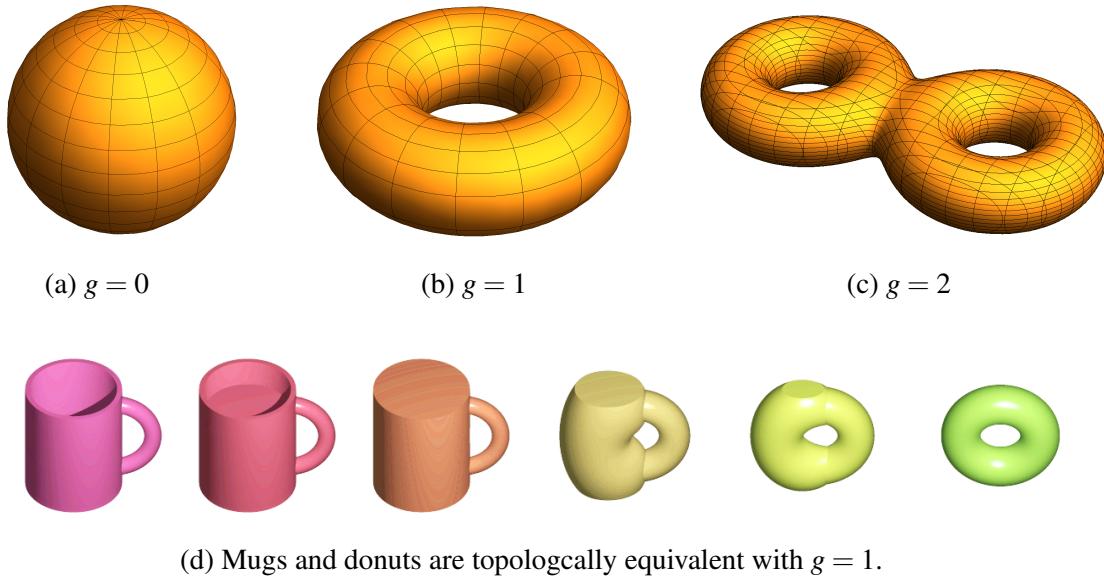 (a) g = 0
(b) g = 1
(c) g = 2
(d) Mugs and donuts are topologcally equivalent with g = 1.